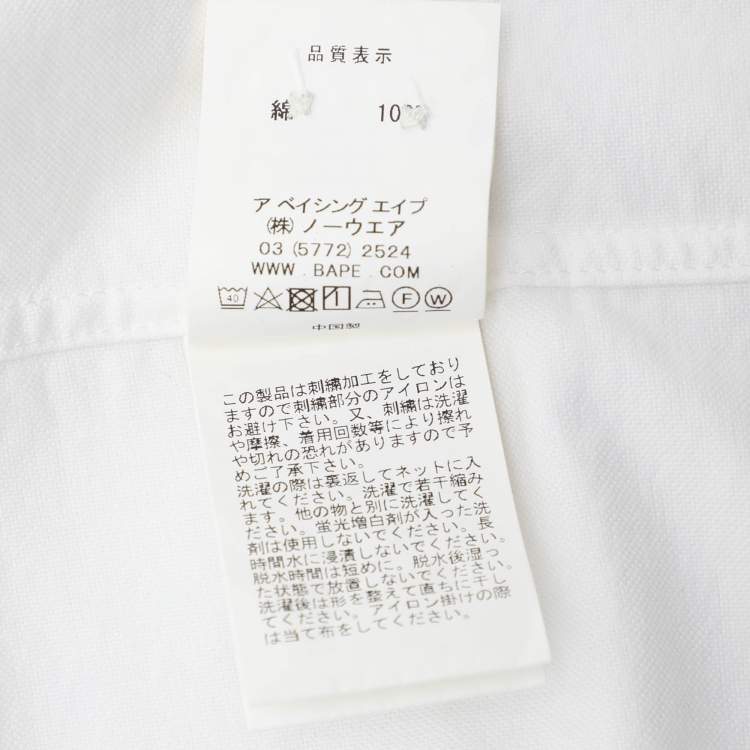 品質表示
綿 100
ア ベイシング エイプ
(株) ノーウエア
03 (5772) 2524
WWW . BAPE . COM
40 F W
中国製
この製品は刺繍加工をしており
ますので刺繍部分のアイロンは
お避け下さい。又、刺繍は洗濯
や摩擦、着用回数等により擦れ
や切れの恐れがありますので予
めご了承下さい。
洗濯の際は裏返してネットに入
れてください。洗濯で若干縮み
ます。他の物と別に洗濯してく
ださい。蛍光増白剤が入った洗
剤は使用しないでください。長
時間水に浸漬しないでください。
脱水時間は短めに。脱水後湿っ
た状態で放置しないでください。
洗濯後は形を整えて直ちに干し
てください。アイロン掛けの際
は当て布をしてください。